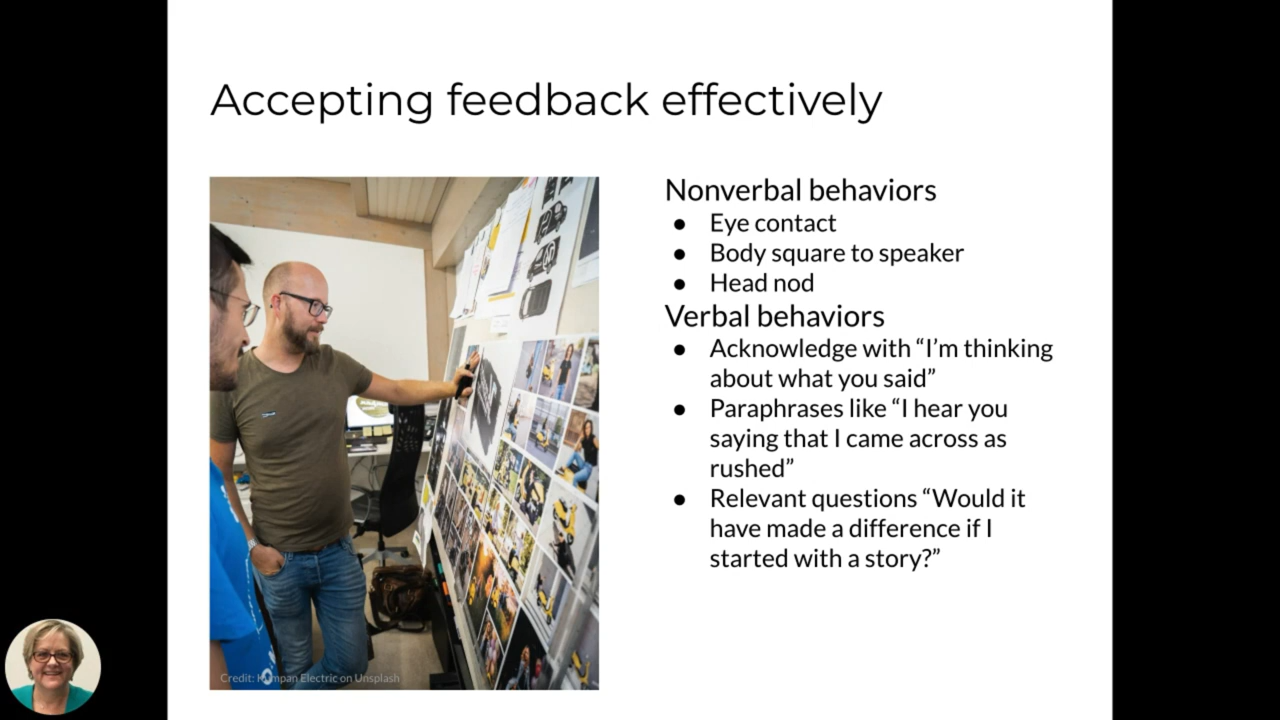 Accepting feedback effectively
Nonverbal behaviors
● Eye contact
● Body square to speaker
● Head nod
Verbal behaviors
● Acknowledge with “I’m thinking
about what you said”
● Paraphrases like “I hear you
saying that I came across as
rushed”
● Relevant questions “Would it
have made a difference if I
started with a story?”
Credit: Kumpan Electric on Unsplash